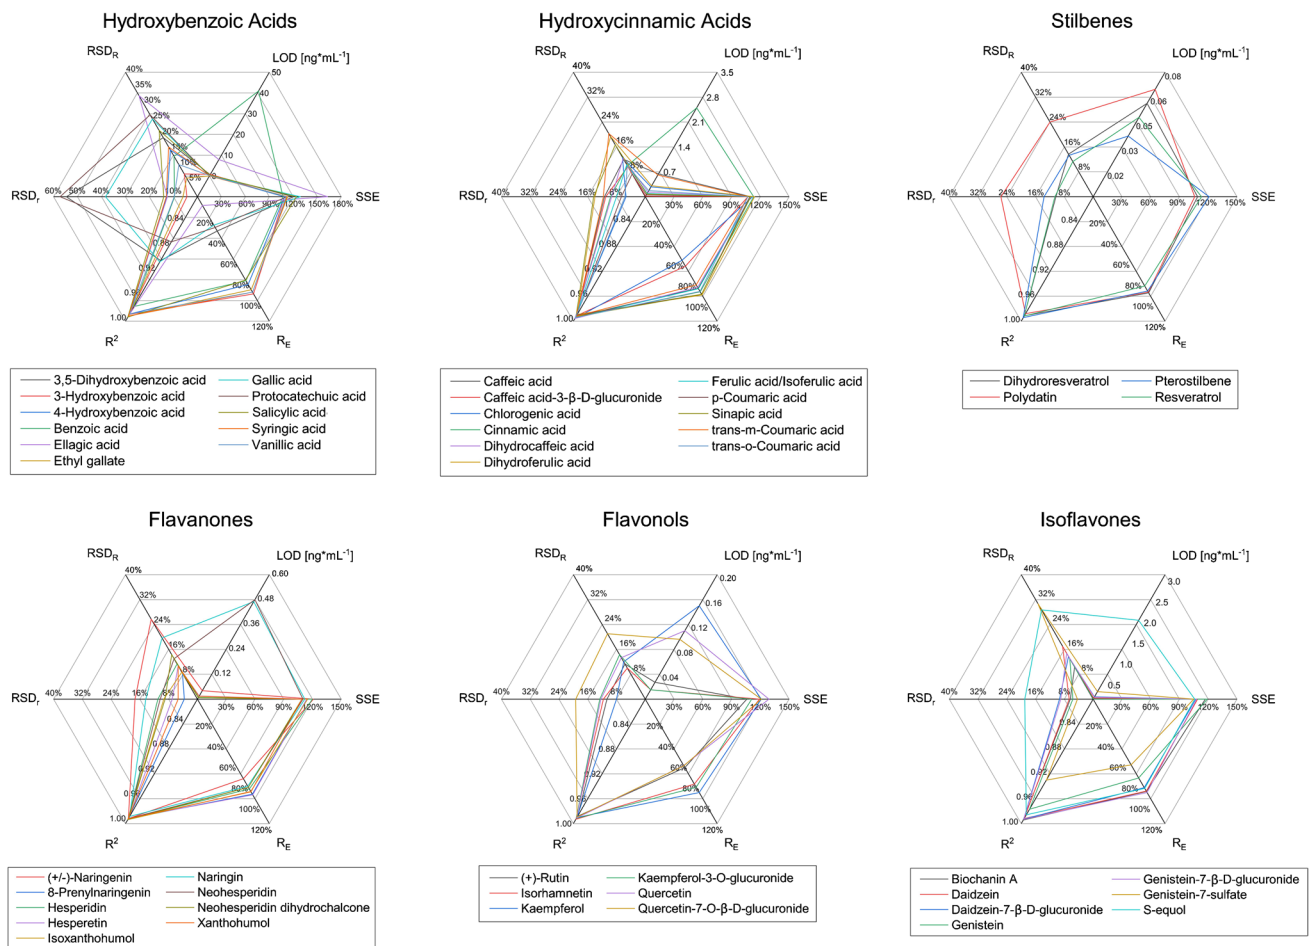 Hydroxybenzoic Acids
RSD_R
LOD [ng*mL⁻¹]
40%
35%
30%
25%
20%
15%
10%
5%
50
40
30
20
10
0
RSD_r
60%
50%
40%
30%
20%
10%
0%
30%
60%
90%
120%
150%
180%
SSE
0.84
0.88
0.92
0.96
1.00
20%
40%
60%
80%
100%
120%
R²
R_E
3,5-Dihydroxybenzoic acid
Gallic acid
3-Hydroxybenzoic acid
Protocatechuic acid
4-Hydroxybenzoic acid
Salicylic acid
Benzoic acid
Syringic acid
Ellagic acid
Vanillic acid
Ethyl gallate
Hydroxycinnamic Acids
RSD_R
LOD [ng*mL⁻¹]
40%
32%
24%
16%
8%
3.5
2.8
2.1
1.4
0.7
RSD_r
40%
32%
24%
16%
8%
30%
60%
90%
120%
150%
SSE
0.84
0.88
0.92
0.96
1.00
20%
40%
60%
80%
100%
120%
R²
R_E
Caffeic acid
Ferulic acid/Isoferulic acid
Caffeic acid-3-β-D-glucuronide
p-Coumaric acid
Chlorogenic acid
Sinapic acid
Cinnamic acid
trans-m-Coumaric acid
Dihydrocaffeic acid
trans-o-Coumaric acid
Dihydroferulic acid
Stilbenes
RSD_R
LOD [ng*mL⁻¹]
40%
32%
24%
16%
8%
0.08
0.06
0.05
0.03
0.02
RSD_r
40%
32%
24%
16%
8%
30%
60%
90%
120%
150%
SSE
0.84
0.88
0.92
0.96
1.00
20%
40%
60%
80%
100%
120%
R²
R_E
Dihydroresveratrol
Pterostilbene
Polydatin
Resveratrol
Flavanones
RSD_R
LOD [ng*mL⁻¹]
40%
32%
24%
16%
8%
0.60
0.48
0.36
0.24
0.12
RSD_r
40%
32%
24%
16%
8%
30%
60%
90%
120%
150%
SSE
0.84
0.88
0.92
0.96
1.00
20%
40%
60%
80%
100%
120%
R²
R_E
(+/-)-Naringenin
Naringin
8-Prenylnaringenin
Neohesperidin
Hesperidin
Neohesperidin dihydrochalcone
Hesperetin
Xanthohumol
Isoxanthohumol
Flavonols
RSD_R
LOD [ng*mL⁻¹]
40%
32%
24%
16%
8%
0.20
0.16
0.12
0.08
0.04
RSD_r
40%
32%
24%
16%
8%
30%
60%
90%
120%
150%
SSE
0.84
0.88
0.92
0.96
1.00
20%
40%
60%
80%
100%
120%
R²
R_E
(+)-Rutin
Kaempferol-3-O-glucuronide
Isorhamnetin
Quercetin
Kaempferol
Quercetin-7-O-β-D-glucuronide
Isoflavones
RSD_R
LOD [ng*mL⁻¹]
40%
32%
24%
16%
8%
3.0
2.5
2.0
1.5
1.0
0.5
RSD_r
40%
32%
24%
16%
8%
30%
60%
90%
120%
150%
SSE
0.84
0.88
0.92
0.96
1.00
20%
40%
60%
80%
100%
120%
R²
R_E
Biochanin A
Genistein-7-β-D-glucuronide
Daidzein
Genistein-7-sulfate
Daidzein-7-β-D-glucuronide
S-equol
Genistein